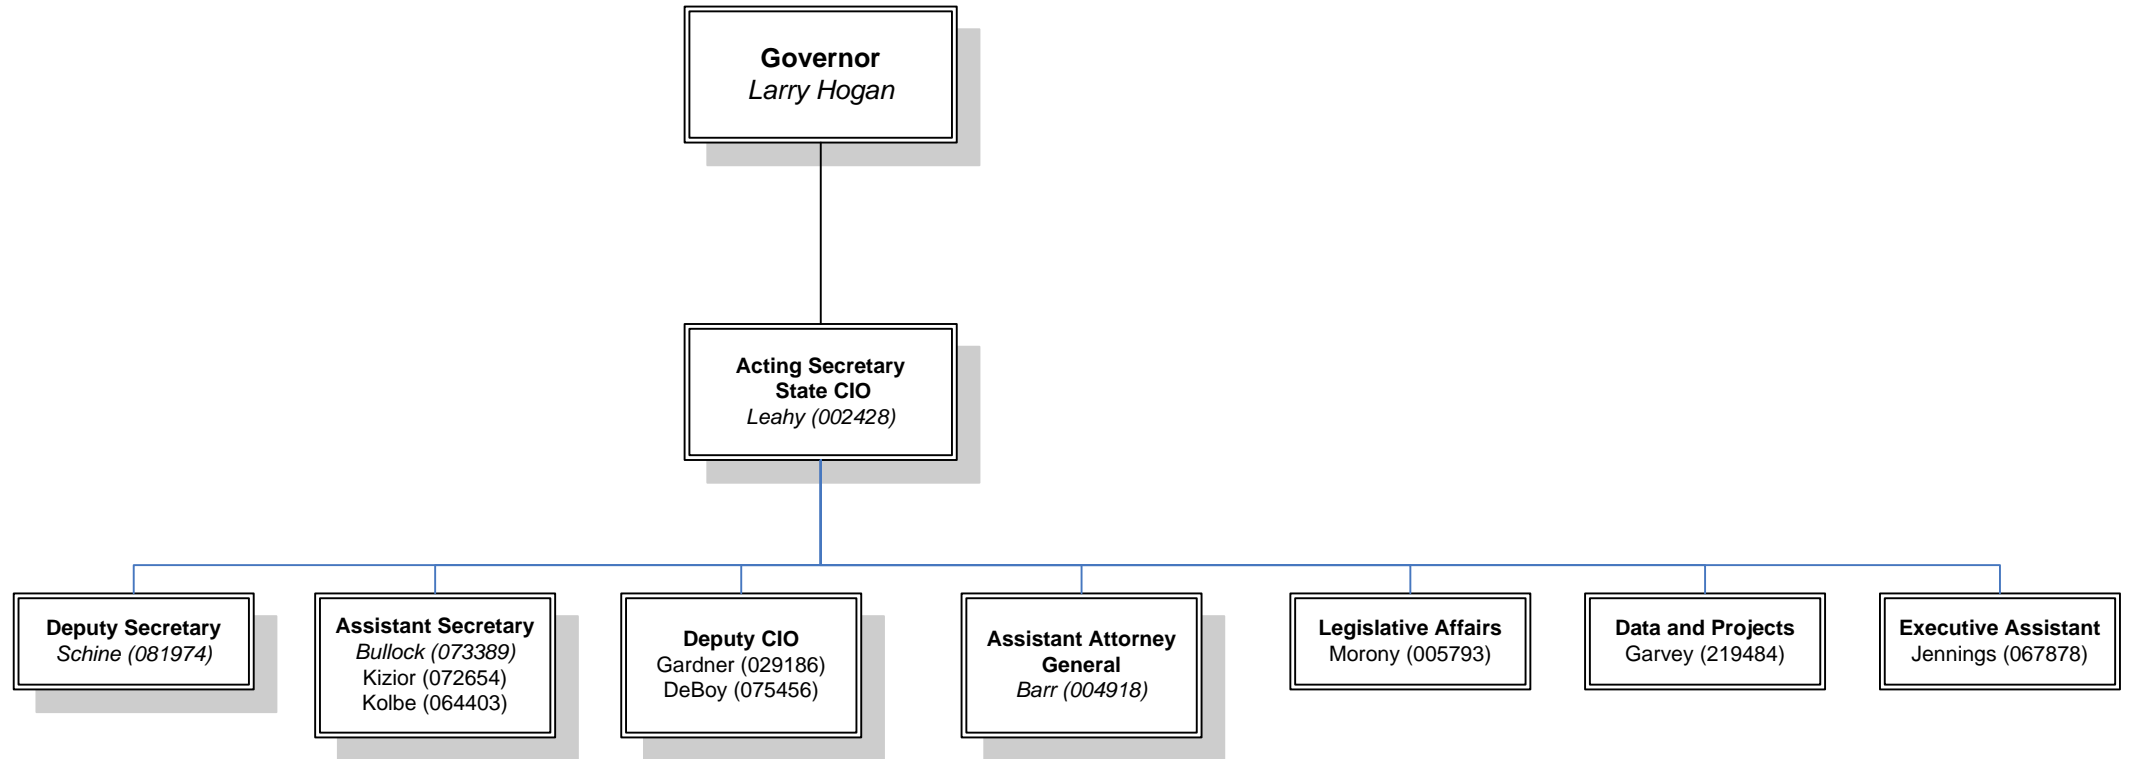 Governor
Larry Hogan
Acting Secretary
State CIO
Leahy (002428)
Deputy Secretary
Schine (081974)
Assistant Secretary
Bullock (073389)
Kizior (072654)
Kolbe (064403)
Deputy CIO
Gardner (029186)
DeBoy (075456)
Assistant Attorney
General
Barr (004918)
Legislative Affairs
Morony (005793)
Data and Projects
Garvey (219484)
Executive Assistant
Jennings (067878)